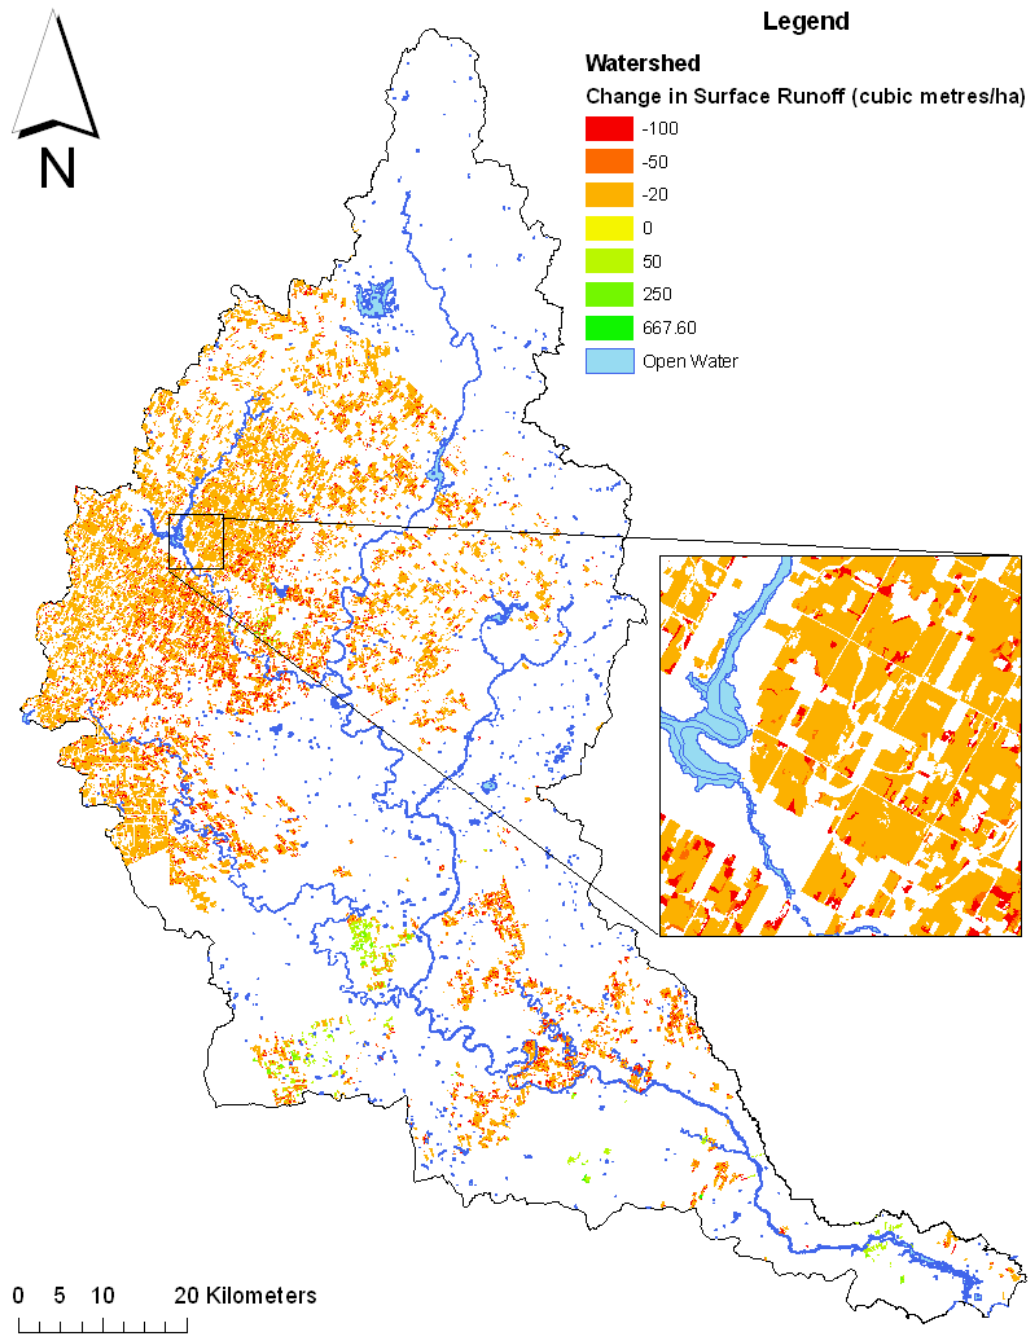 Legend
Watershed
Change in Surface Runoff (cubic metres/ha)
-100
-50
-20
0
50
250
667.60
Open Water
N
0 5 10 20 Kilometers